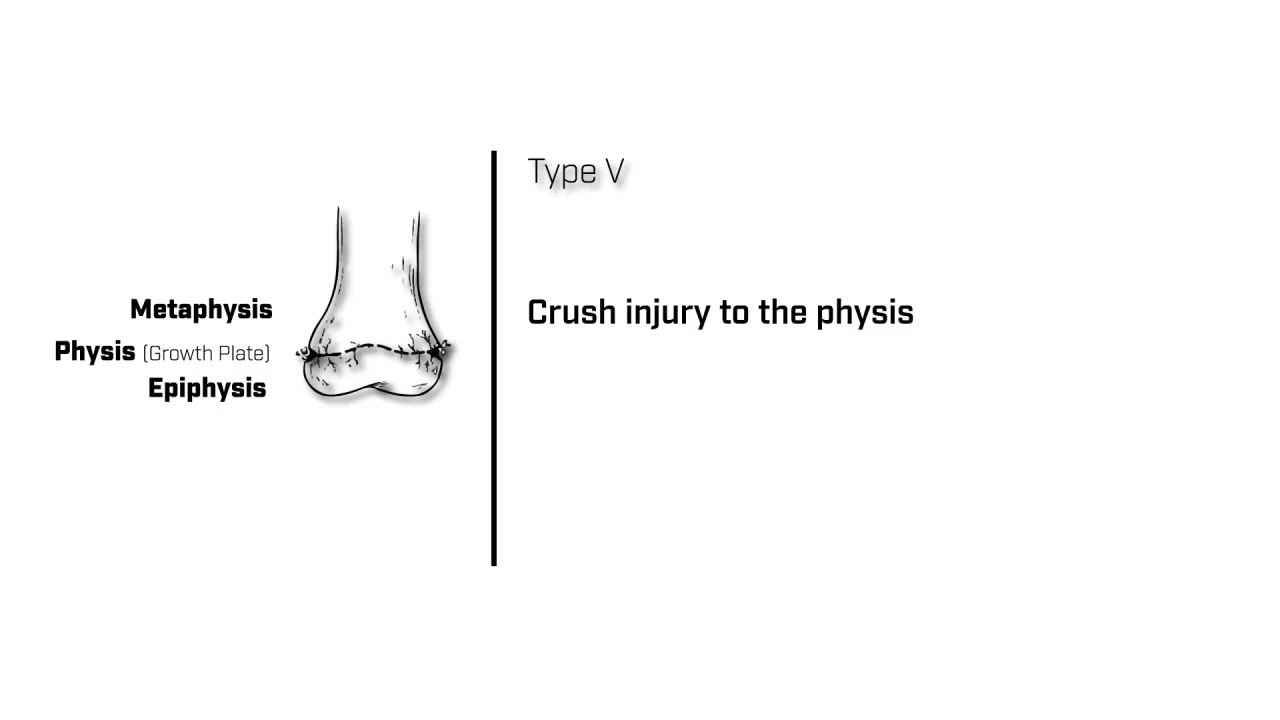 Type V
Metaphysis
Physis (Growth Plate)
Epiphysis
Crush injury to the physis